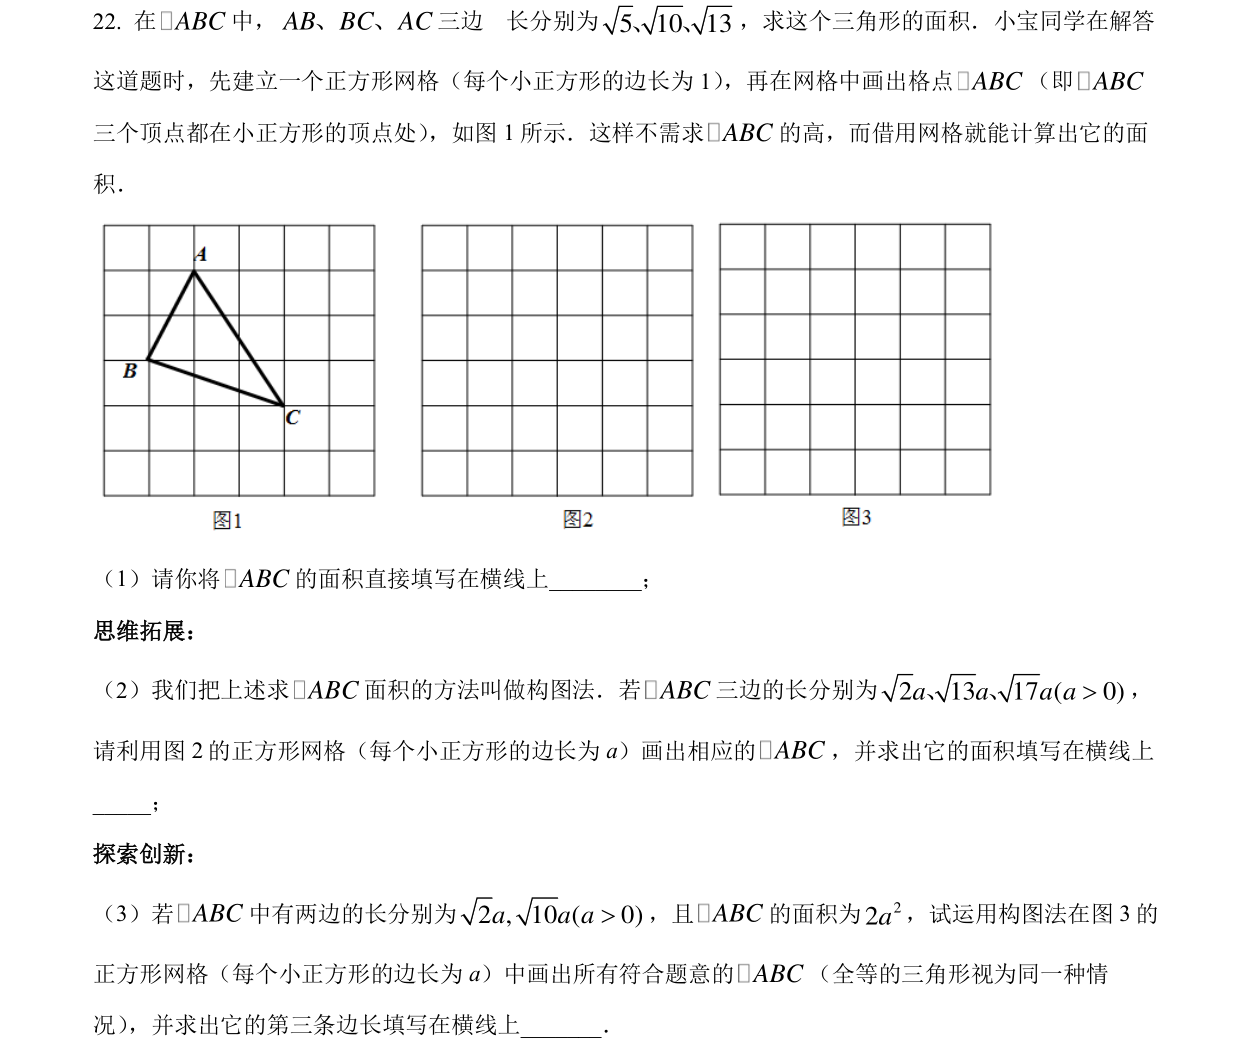 22. 在□ABC 中， AB、BC、AC 三边　长分别为√5、√10、√13，求这个三角形的面积．小宝同学在解答
这道题时，先建立一个正方形网格（每个小正方形的边长为 1），再在网格中画出格点□ABC（即□ABC
三个顶点都在小正方形的顶点处），如图 1 所示．这样不需求□ABC 的高，而借用网格就能计算出它的面
积．
A
B
C
图1
图2
图3
（1）请你将□ABC 的面积直接填写在横线上________；
思维拓展：
（2）我们把上述求□ABC 面积的方法叫做构图法．若□ABC 三边的长分别为√2a、√13a、√17a(a > 0)，
请利用图 2 的正方形网格（每个小正方形的边长为 a）画出相应的□ABC，并求出它的面积填写在横线上
_____；
探索创新：
（3）若□ABC 中有两边的长分别为√2a, √10a(a > 0)，且□ABC 的面积为 2a²，试运用构图法在图 3 的
正方形网格（每个小正方形的边长为 a）中画出所有符合题意的□ABC（全等的三角形视为同一种情
况），并求出它的第三条边长填写在横线上_______．